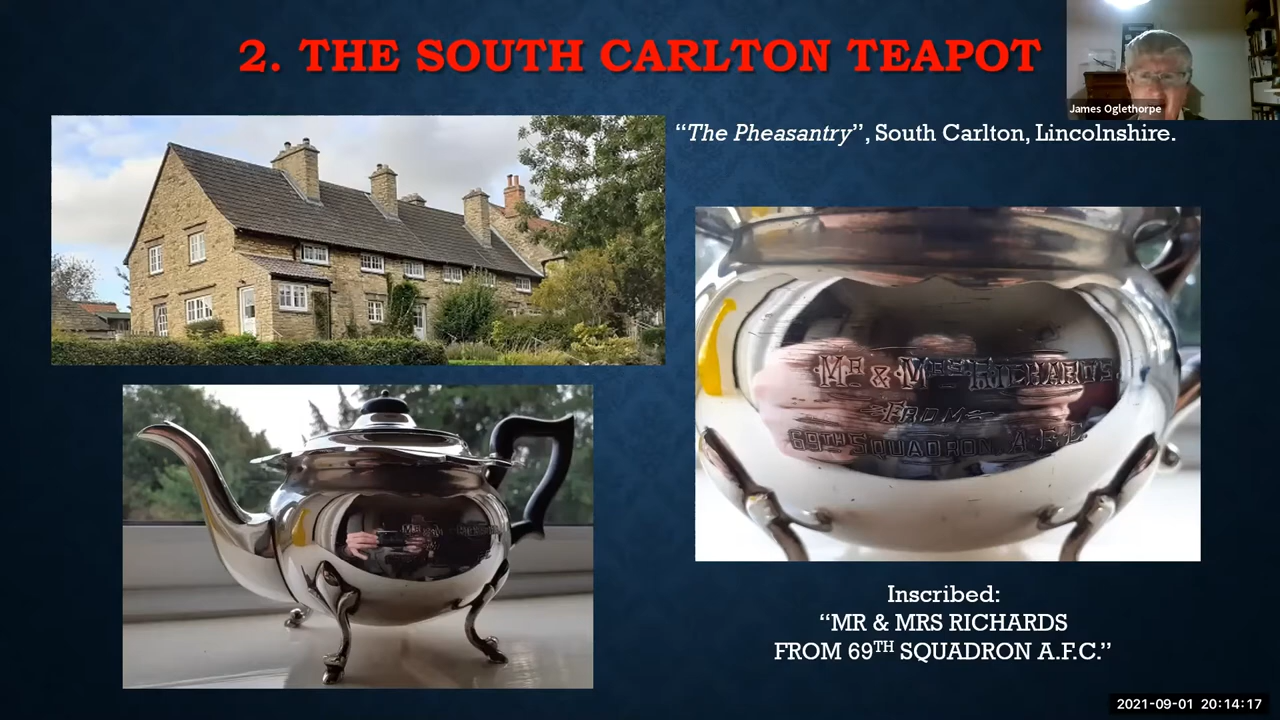 2. THE SOUTH CARLTON TEAPOT
James Oglethorpe
“The Pheasantry”, South Carlton, Lincolnshire.
MR & MRS RICHARDS
FROM
69TH SQUADRON. A.F.C.
Inscribed:
“MR & MRS RICHARDS
FROM 69TH SQUADRON A.F.C.”
2021-09-01 20:14:17